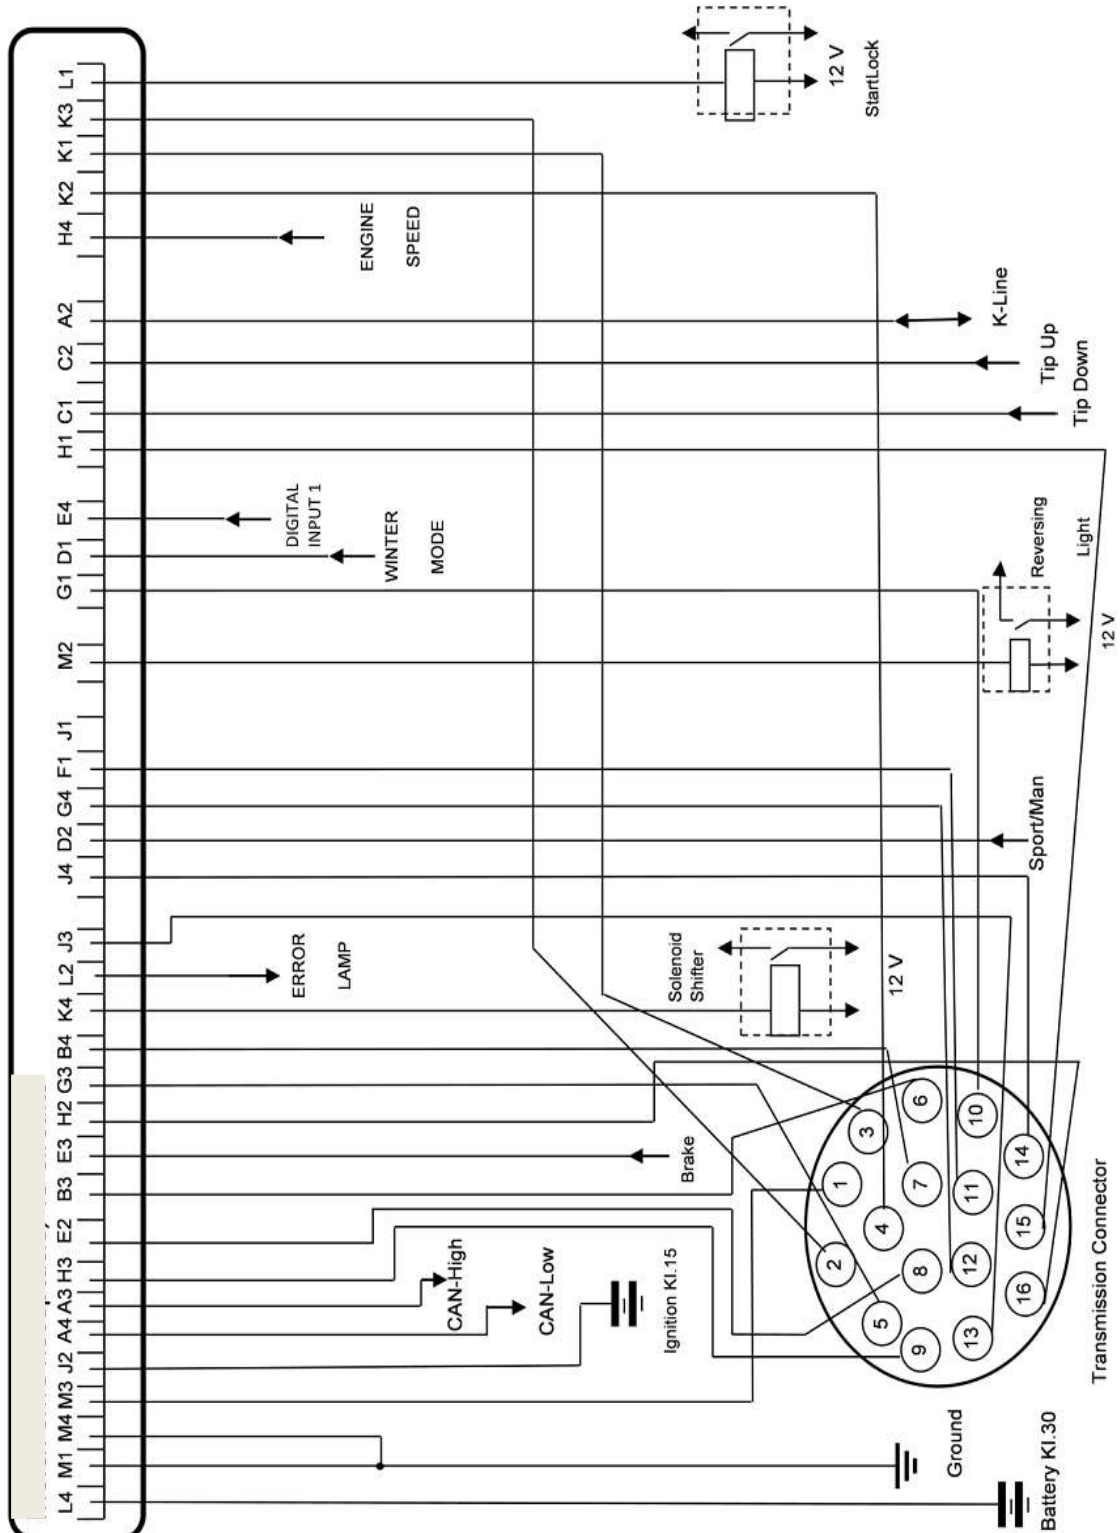 L4
M1
M4
M3
J2
A4
A3
H3
E2
B3
E3
H2
G3
B4
K4
L2
J3
J4
D2
G4
F1
J1
M2
G1
D1
E4
H1
C1
C2
A2
H4
K2
K1
K3
L1
CAN-High
CAN-Low
Ignition KI.15
Ground
Battery KI.30
Brake
ERROR
LAMP
Solenoid
Shifter
12 V
Sport/Man
DIGITAL
INPUT 1
WINTER
MODE
Reversing
Light
12 V
Tip Down
Tip Up
K-Line
ENGINE
SPEED
12 V
StartLock
1
2
3
4
5
6
7
8
9
10
11
12
13
14
15
16
Transmission Connector